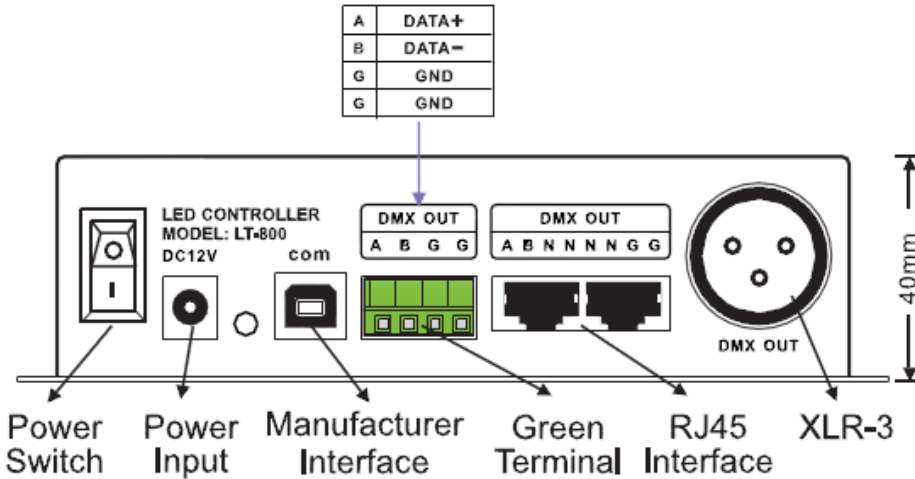 A DATA+
B DATA-
G GND
G GND
LED CONTROLLER
MODEL: LT-800
DC12V
com
DMX OUT
A B G G
DMX OUT
A B N N N N G G
DMX OUT
40mm
Power Switch
Power Input
Manufacturer Interface
Green Terminal
RJ45 Interface
XLR-3